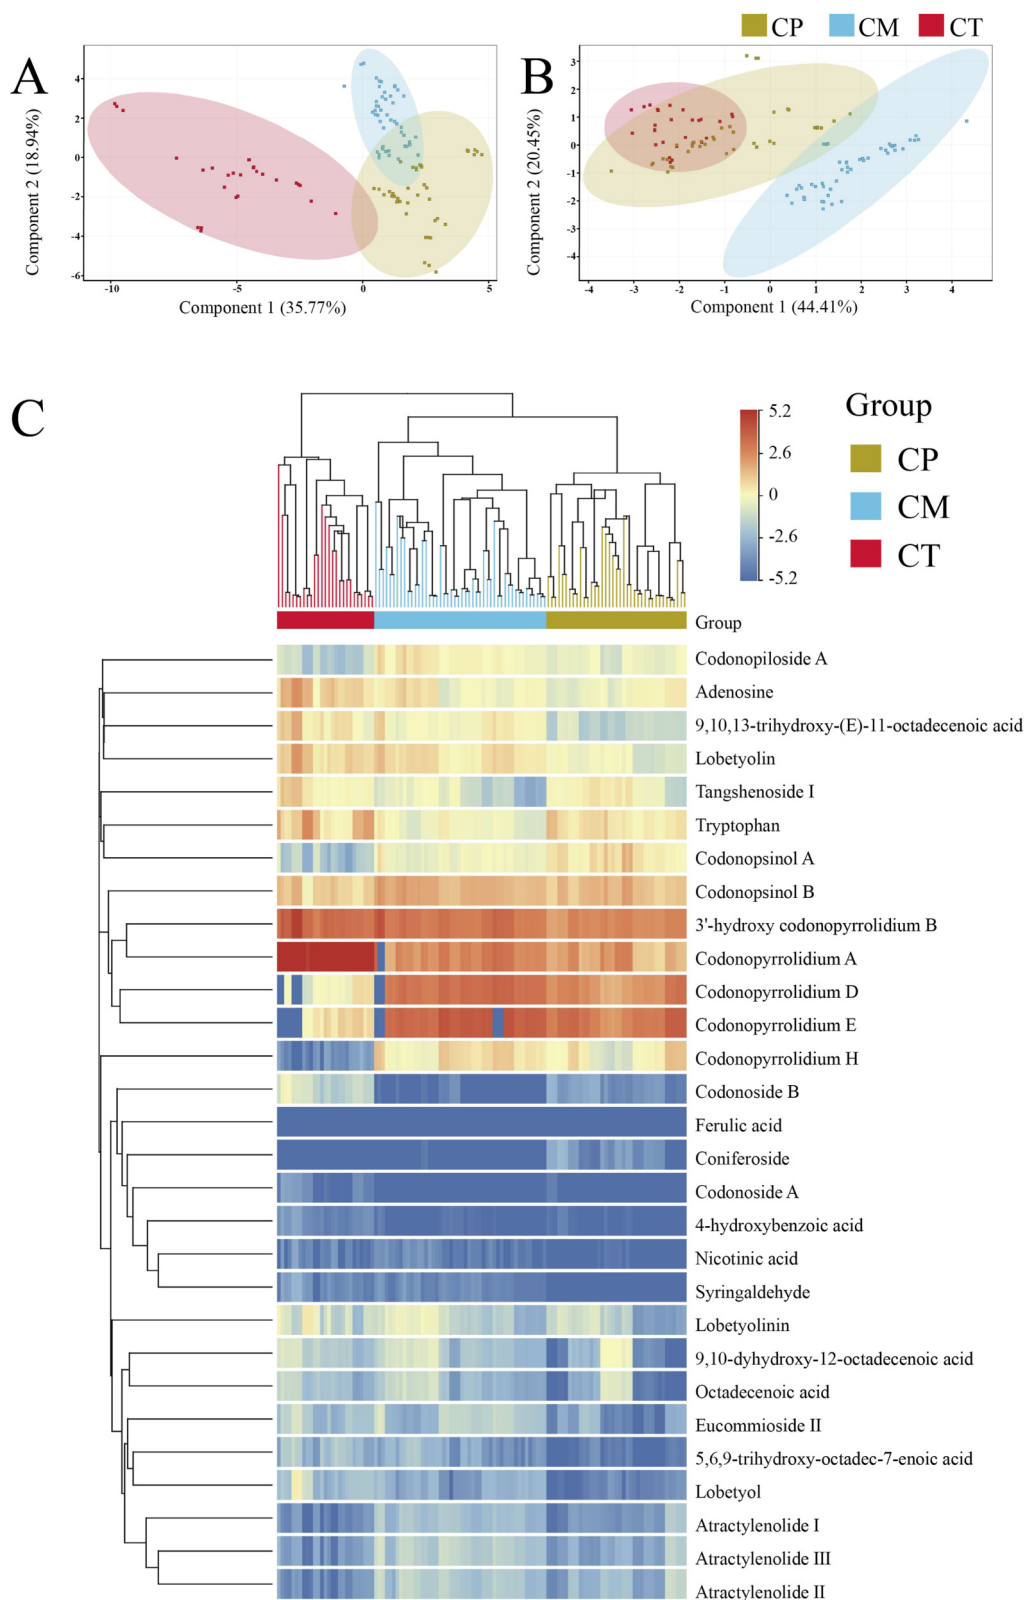 CP CM CT
A
Component 2 (18.94%)
4
2
0
-2
-4
-6
-10 -5 0 5
Component 1 (35.77%)
B
Component 2 (20.45%)
3
2
1
0
-1
-2
-3
-4
-4 -3 -2 -1 0 1 2 3 4
Component 1 (44.41%)
C
5.2
2.6
0
-2.6
-5.2
Group
CP
CM
CT
Group
Codonopiloside A
Adenosine
9,10,13-trihydroxy-(E)-11-octadecenoic acid
Lobetyolin
Tangshenoside I
Tryptophan
Codonopsinol A
Codonopsinol B
3'-hydroxy codonopyrrolidium B
Codonopyrrolidium A
Codonopyrrolidium D
Codonopyrrolidium E
Codonopyrrolidium H
Codonoside B
Ferulic acid
Coniferoside
Codonoside A
4-hydroxybenzoic acid
Nicotinic acid
Syringaldehyde
Lobetyolinin
9,10-dyhydroxy-12-octadecenoic acid
Octadecenoic acid
Eucommioside II
5,6,9-trihydroxy-octadec-7-enoic acid
Lobetyol
Atractylenolide I
Atractylenolide III
Atractylenolide II